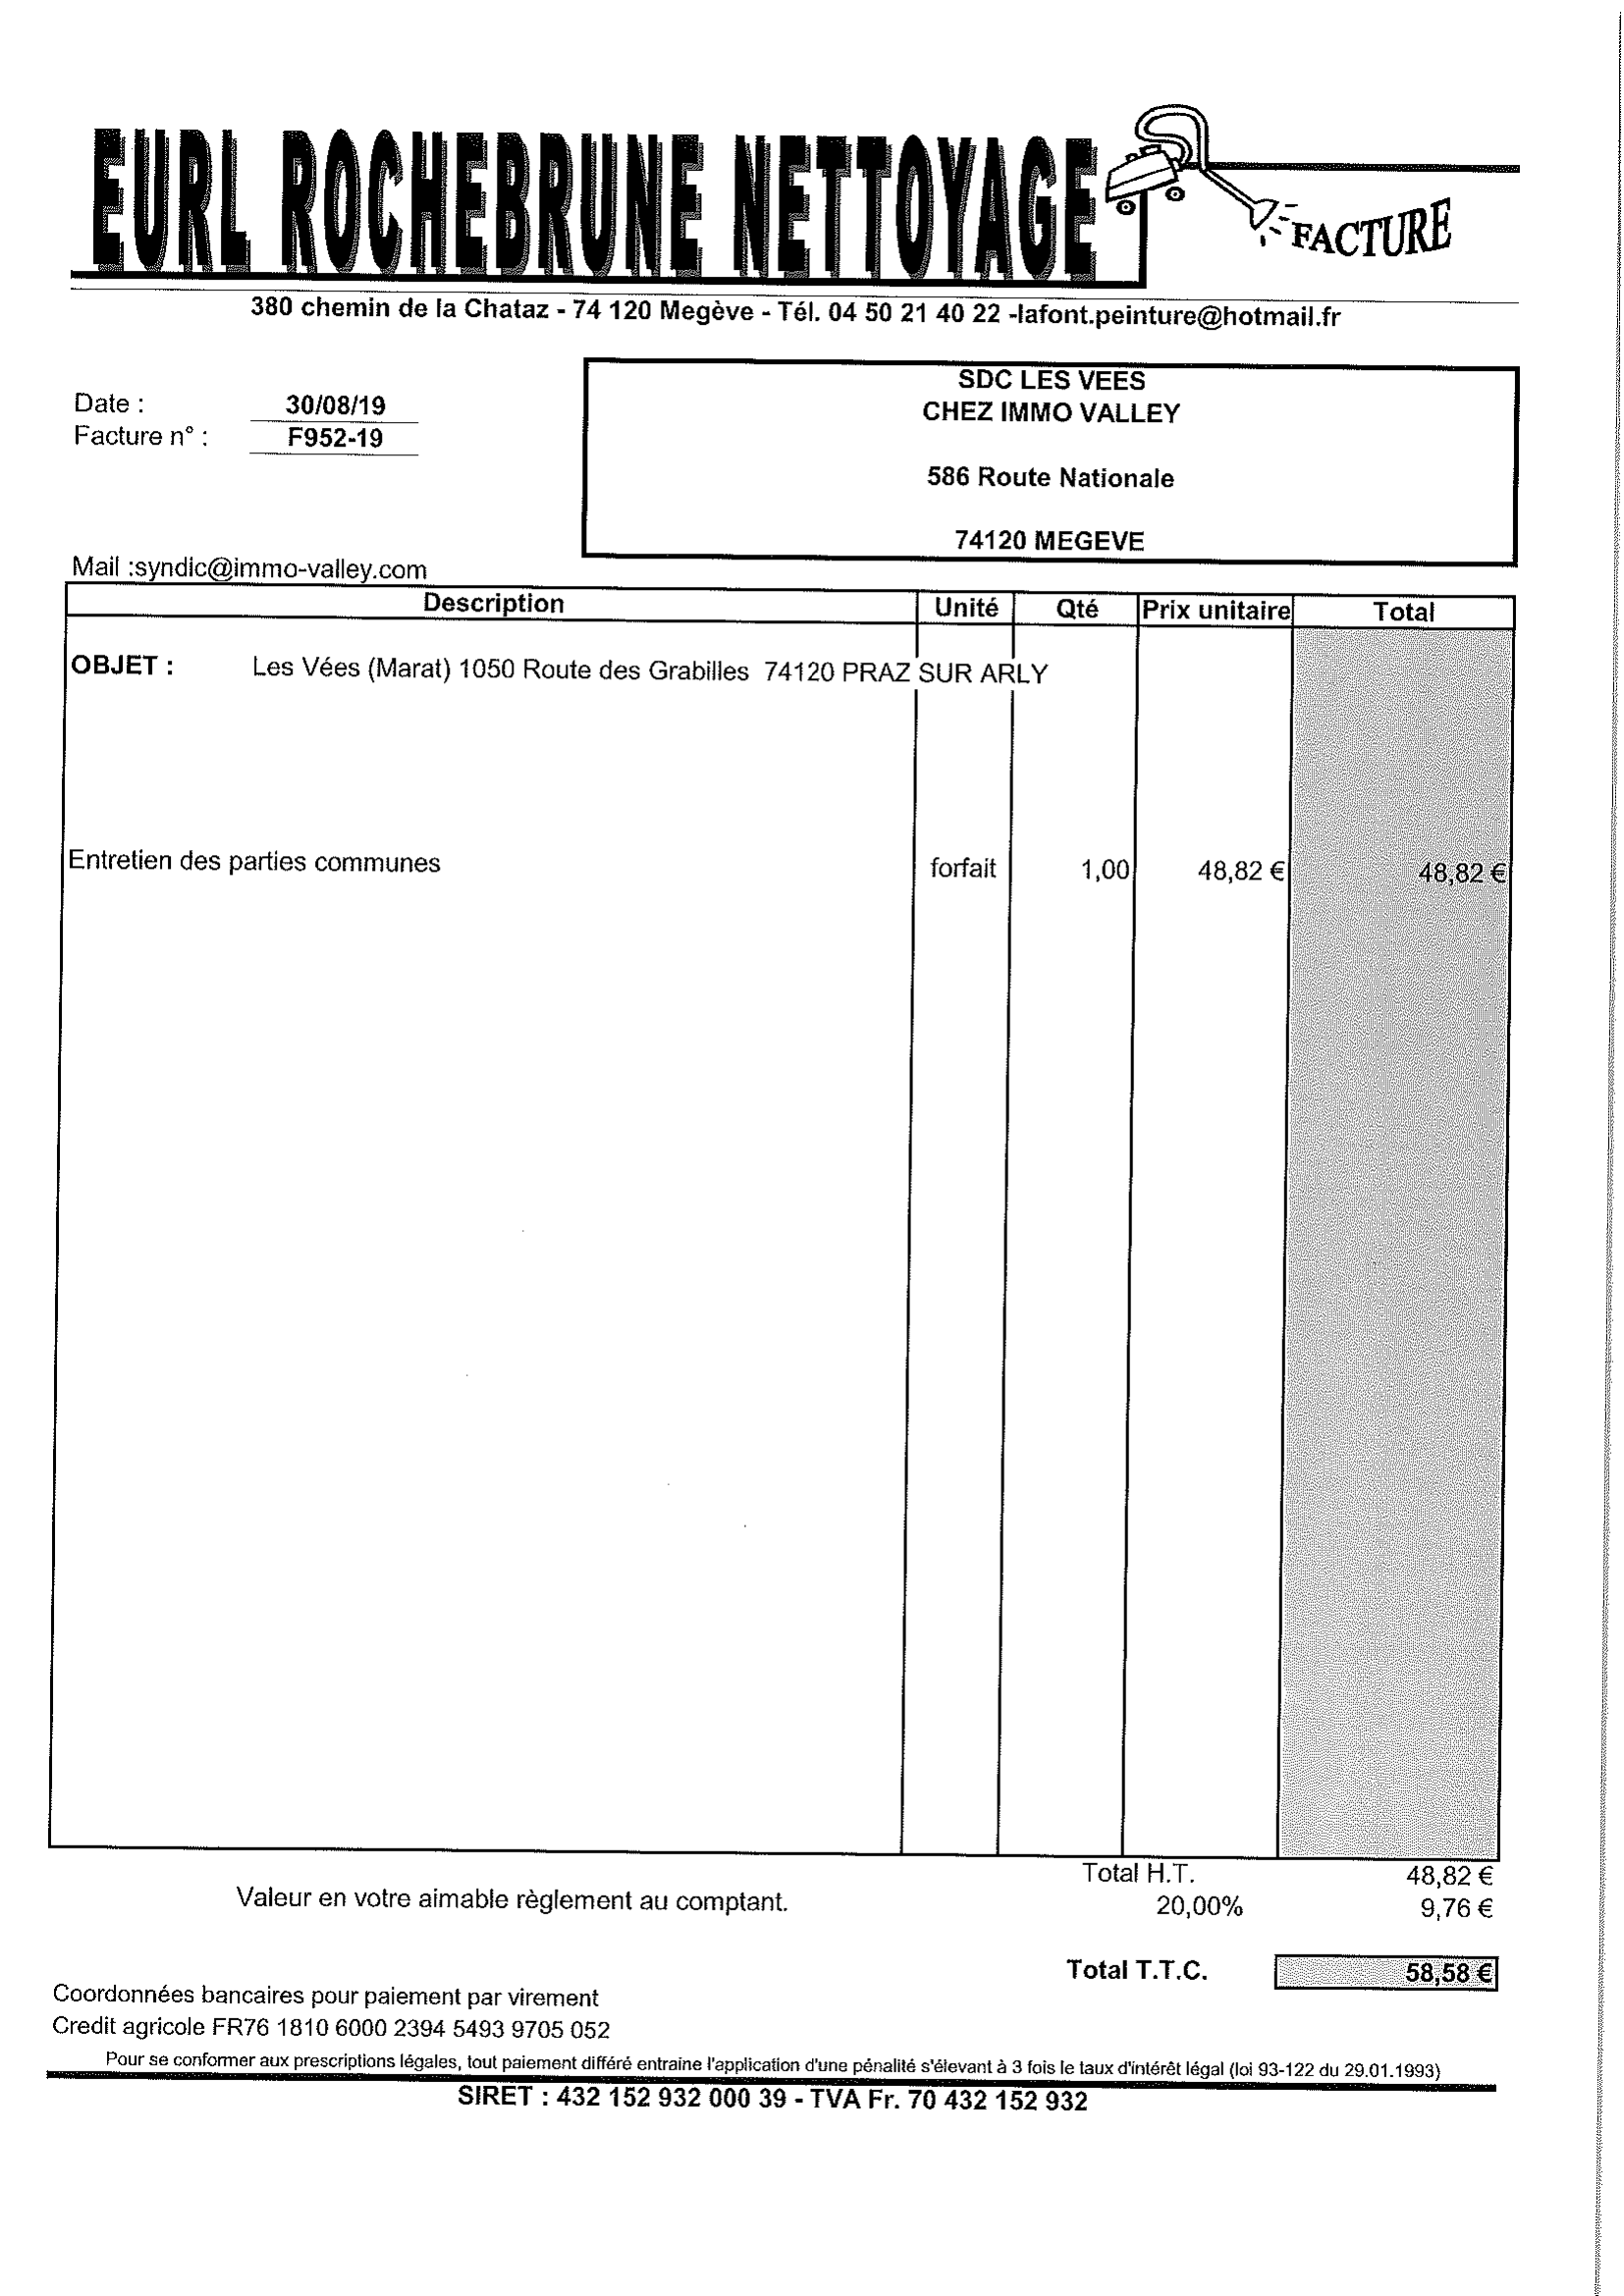 EURL ROCHEBRUNE NETTOYAGE
FACTURE
380 chemin de la Chataz - 74 120 Megève - Tél. 04 50 21 40 22 -lafont.peinture@hotmail.fr
Date : 30/08/19
Facture n° : F952-19
SDC LES VEES
CHEZ IMMO VALLEY
586 Route Nationale
74120 MEGEVE
Mail :syndic@immo-valley.com
Description Unité Qté Prix unitaire Total
OBJET : Les Vées (Marat) 1050 Route des Grabilles 74120 PRAZ SUR ARLY
Entretien des parties communes forfait 1,00 48,82 € 48,82 €
Total H.T. 48,82 €
Valeur en votre aimable règlement au comptant. 20,00% 9,76 €
Total T.T.C. 58,58 €
Coordonnées bancaires pour paiement par virement
Credit agricole FR76 1810 6000 2394 5493 9705 052
Pour se conformer aux prescriptions légales, tout paiement différé entraine l'application d'une pénalité s'élevant à 3 fois le taux d'intérêt légal (loi 93-122 du 29.01.1993)
SIRET : 432 152 932 000 39 - TVA Fr. 70 432 152 932